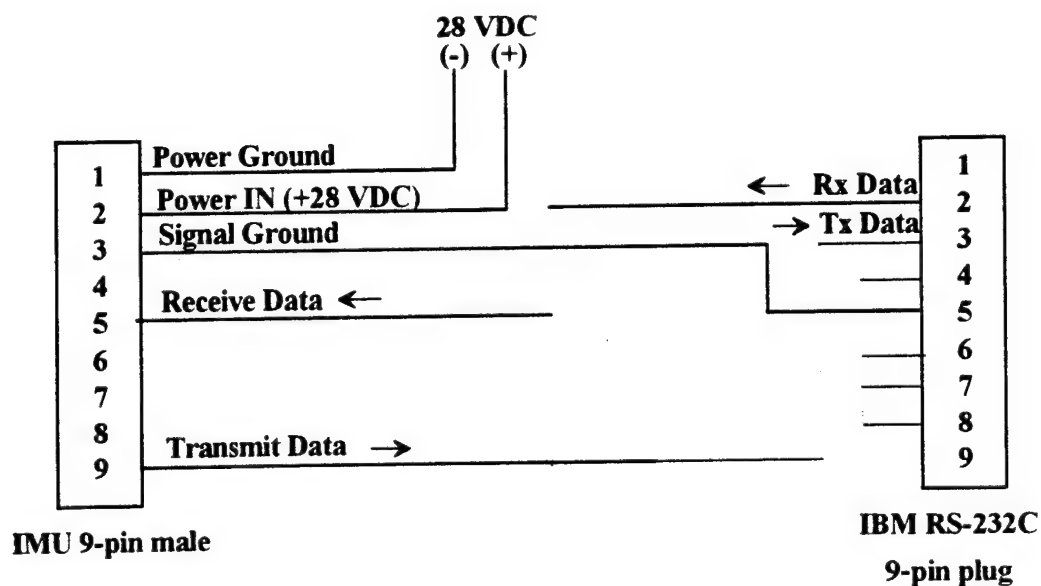 28 VDC
(-) (+)
Power Ground
Power IN (+28 VDC)
Signal Ground
Receive Data ←
Transmit Data →
1
2
3
4
5
6
7
8
9
IMU 9-pin male
← Rx Data
→ Tx Data
1
2
3
4
5
6
7
8
9
IBM RS-232C
9-pin plug